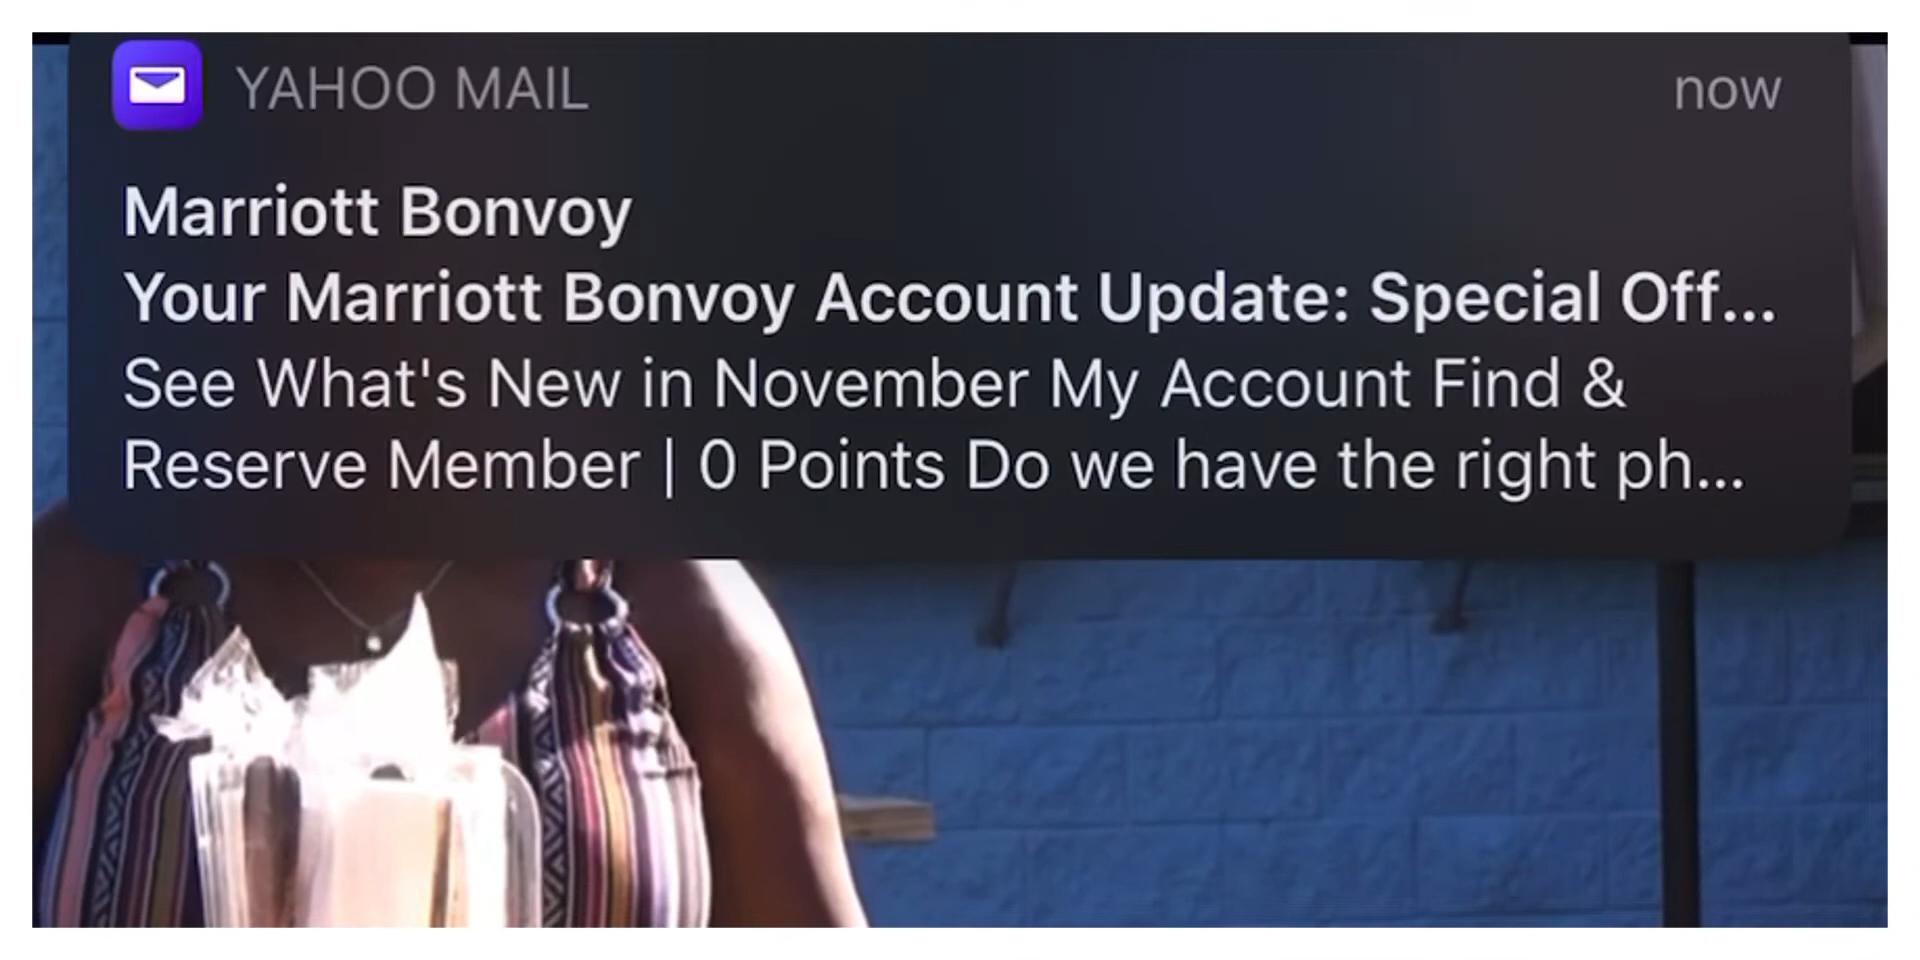 YAHOO MAIL
now
Marriott Bonvoy
Your Marriott Bonvoy Account Update: Special Off...
See What's New in November My Account Find &
Reserve Member | 0 Points Do we have the right ph...